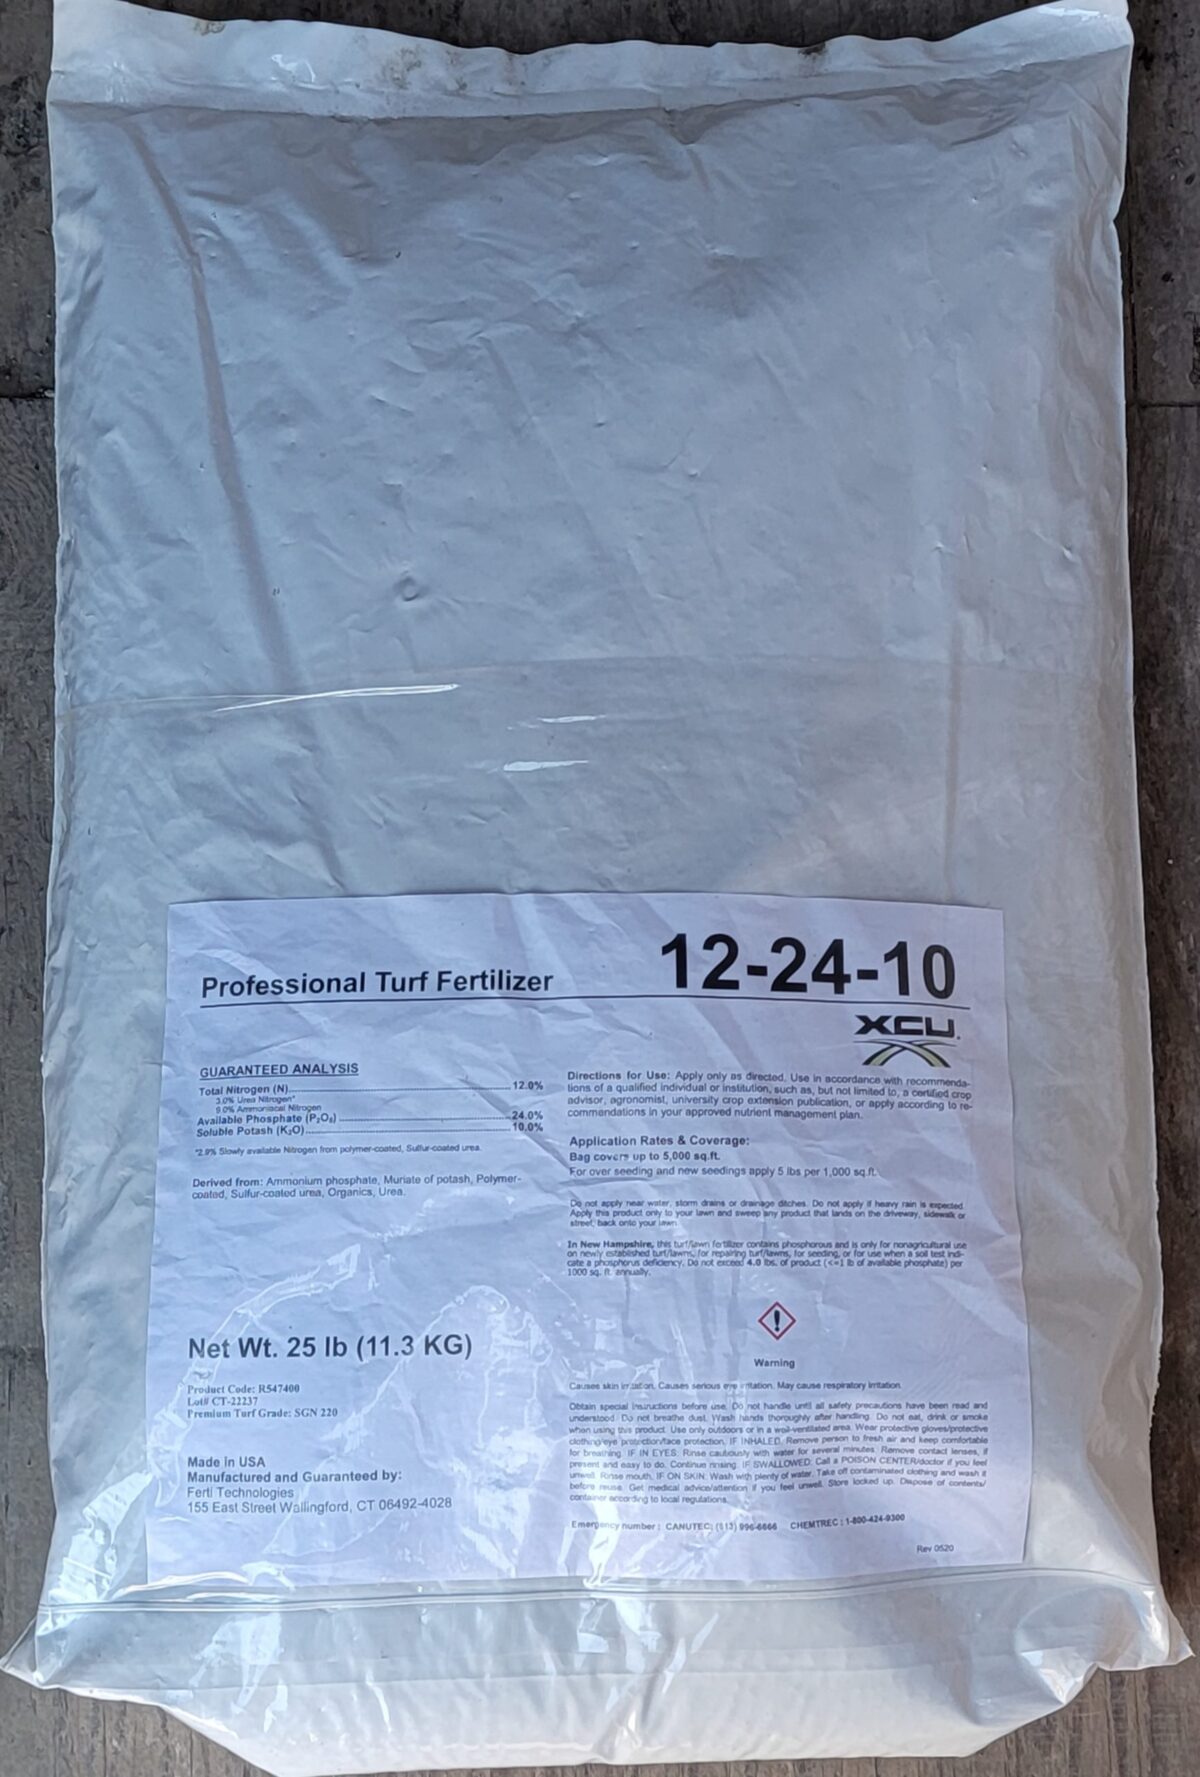 Professional Turf Fertilizer
12-24-10
XCU.
GUARANTEED ANALYSIS
Total Nitrogen (N)..........12.0%
3.0% Urea Nitrogen*
9.0% Ammoniacal Nitrogen
Available Phosphate (P₂O₅)..........24.0%
Soluble Potash (K₂O)..........10.0%
*2.9% Slowly available Nitrogen from polymer-coated, Sulfur-coated urea.
Derived from: Ammonium phosphate, Muriate of potash, Polymer-
coated, Sulfur-coated urea, Organics, Urea.
Net Wt. 25 lb (11.3 KG)
Product Code: R547400
Lot# CT-22237
Premium Turf Grade: SGN 220
Made in USA
Manufactured and Guaranteed by:
Ferti Technologies
155 East Street Wallingford, CT 06492-4028
Directions for Use: Apply only as directed. Use in accordance with recommenda-
tions of a qualified individual or institution, such as, but not limited to, a certified crop
advisor, agronomist, university crop extension publication, or apply according to re-
commendations in your approved nutrient management plan.
Application Rates & Coverage:
Bag covers up to 5,000 sq.ft.
For over seeding and new seedings apply 5 lbs per 1,000 sq.ft.
Do not apply near water, storm drains or drainage ditches. Do not apply if heavy rain is expected.
Apply this product only to your lawn and sweep any product that lands on the driveway, sidewalk or
street, back onto your lawn.
In New Hampshire, this turf/lawn fertilizer contains phosphorous and is only for nonagricultural use
on newly established turf/lawns, for repairing turf/lawns, for seeding, or for use when a soil test indi-
cate a phosphorus deficiency. Do not exceed 4.0 lbs. of product (<=1 lb of available phosphate) per
1000 sq. ft. annually.
Warning
Causes skin irritation. Causes serious eye irritation. May cause respiratory irritation.
Obtain special instructions before use. Do not handle until all safety precautions have been read and
understood. Do not breathe dust. Wash hands thoroughly after handling. Do not eat, drink or smoke
when using this product. Use only outdoors or in a well-ventilated area. Wear protective gloves/protective
clothing/eye protection/face protection. IF INHALED: Remove person to fresh air and keep comfortable
for breathing. IF IN EYES: Rinse cautiously with water for several minutes. Remove contact lenses, if
present and easy to do. Continue rinsing. IF SWALLOWED: Call a POISON CENTER/doctor if you feel
unwell. Rinse mouth. IF ON SKIN: Wash with plenty of water. Take off contaminated clothing and wash it
before reuse. Get medical advice/attention if you feel unwell. Store locked up. Dispose of contents/
container according to local regulations.
Emergency number : CANUTEC: (613) 996-6666 CHEMTREC : 1-800-424-9300
Rev 0520